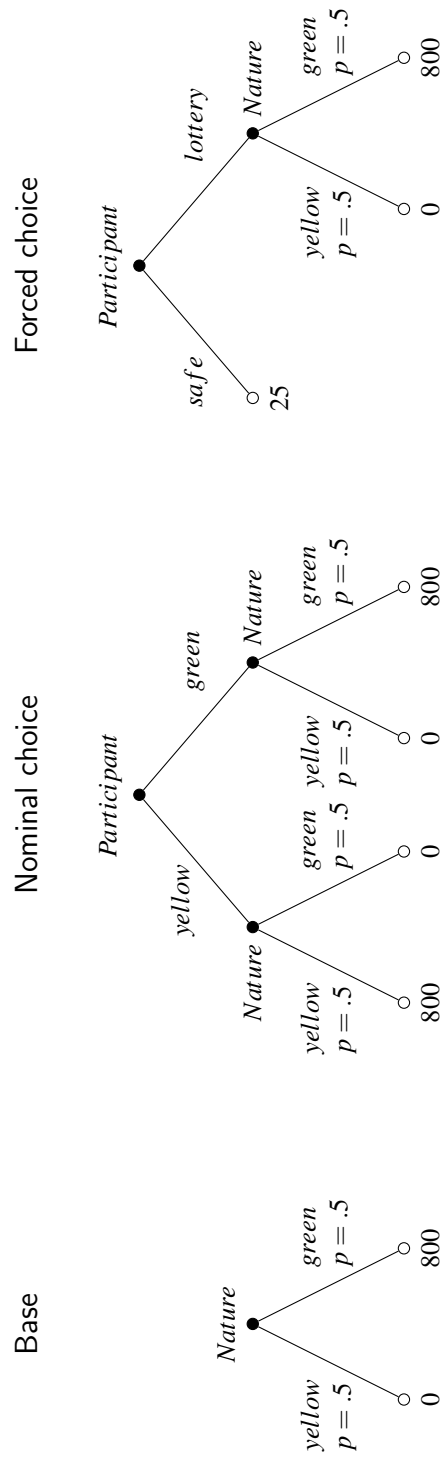 Base
Nature
yellow
p = .5
green
p = .5
0
800
Nominal choice
Participant
yellow
green
Nature
Nature
yellow
p = .5
green
p = .5
yellow
p = .5
green
p = .5
800
0
0
800
Forced choice
Participant
safe
lottery
25
Nature
yellow
p = .5
green
p = .5
0
800